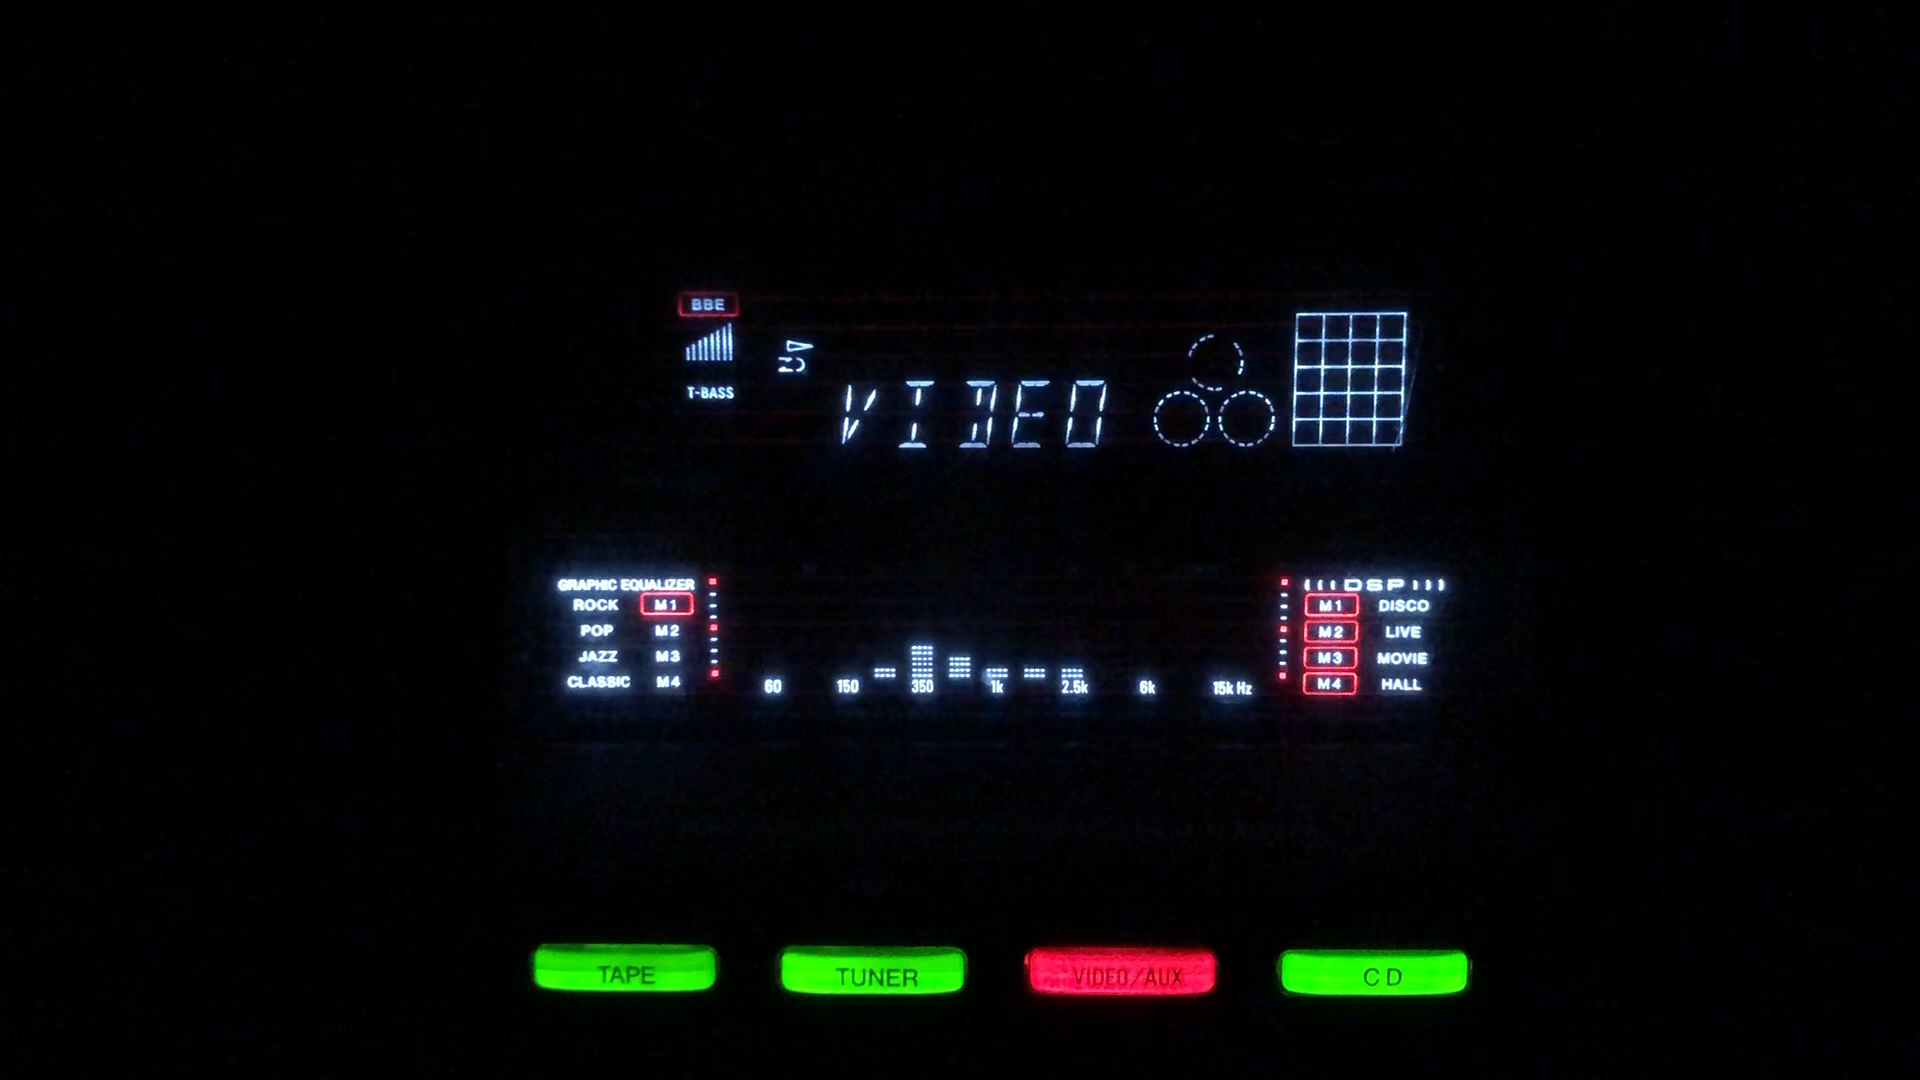 BBE
T-BASS
VIDEO
GRAPHIC EQUALIZER
ROCK M1
POP M2
JAZZ M3
CLASSIC M4
60 150 350 1k 2.5k 6k 15k Hz
DSP
M1 DISCO
M2 LIVE
M3 MOVIE
M4 HALL
TAPE TUNER VIDEO/AUX CD